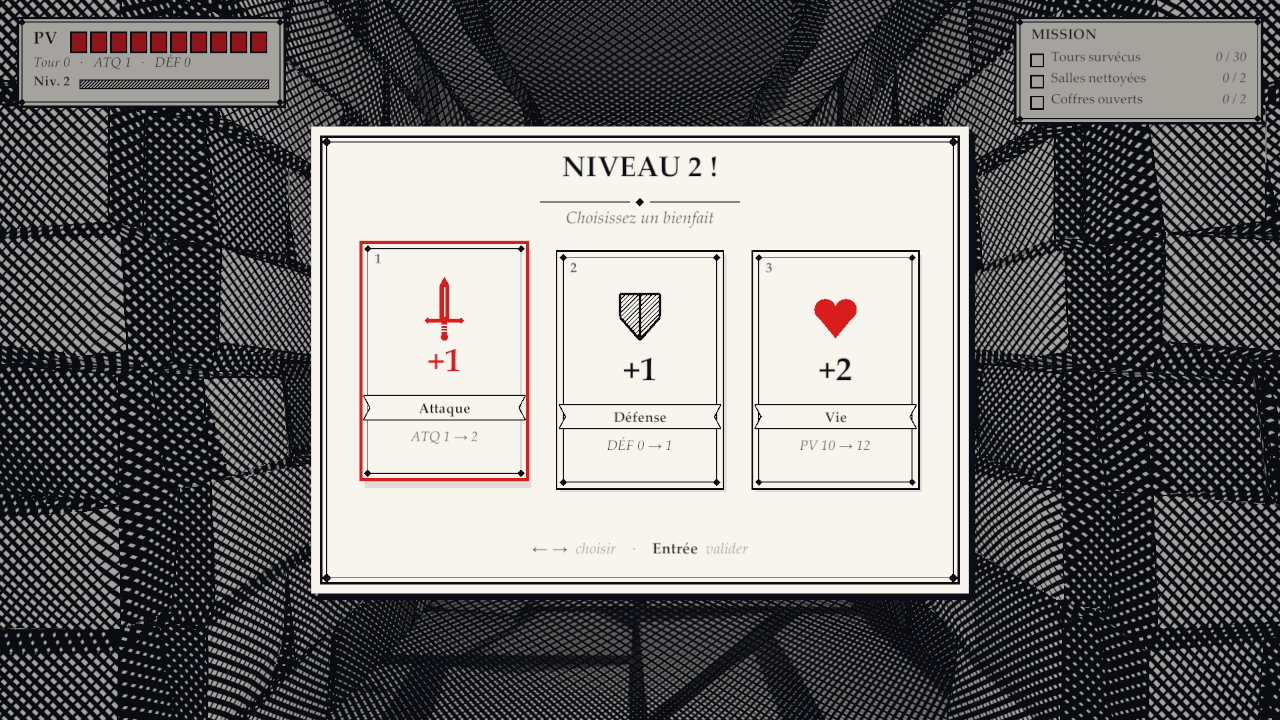 PV
Tour 0 · ATQ 1 · DÉF 0
Niv. 2
MISSION
Tours survécus 0 / 30
Salles nettoyées 0 / 2
Coffres ouverts 0 / 2
NIVEAU 2 !
Choisissez un bienfait
1
+1
Attaque
ATQ 1 → 2
2
+1
Défense
DÉF 0 → 1
3
+2
Vie
PV 10 → 12
← → choisir · Entrée valider